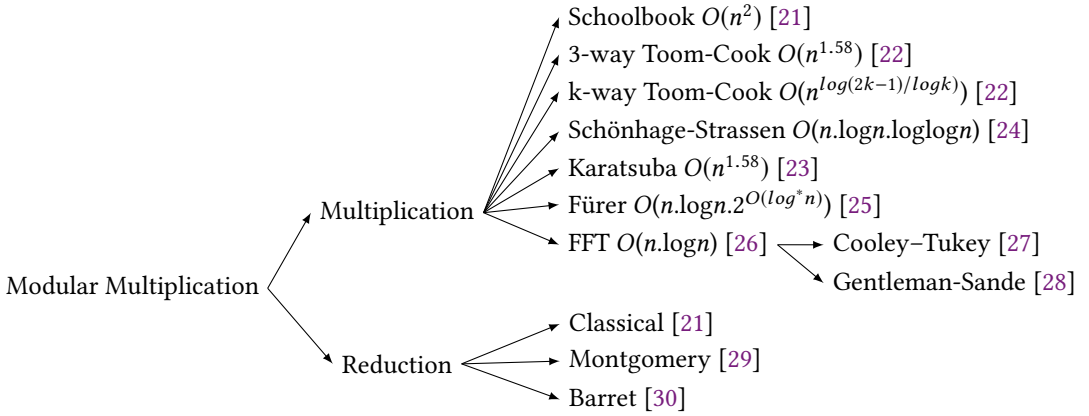 Schoolbook O(n²) [21]
3-way Toom-Cook O(n^1.58) [22]
k-way Toom-Cook O(n^log(2k−1)/logk) [22]
Schönhage-Strassen O(n.logn.loglogn) [24]
Karatsuba O(n^1.58) [23]
Multiplication
Fürer O(n.logn.2^O(log*n)) [25]
FFT O(n.logn) [26]
Cooley–Tukey [27]
Gentleman-Sande [28]
Modular Multiplication
Classical [21]
Reduction
Montgomery [29]
Barret [30]